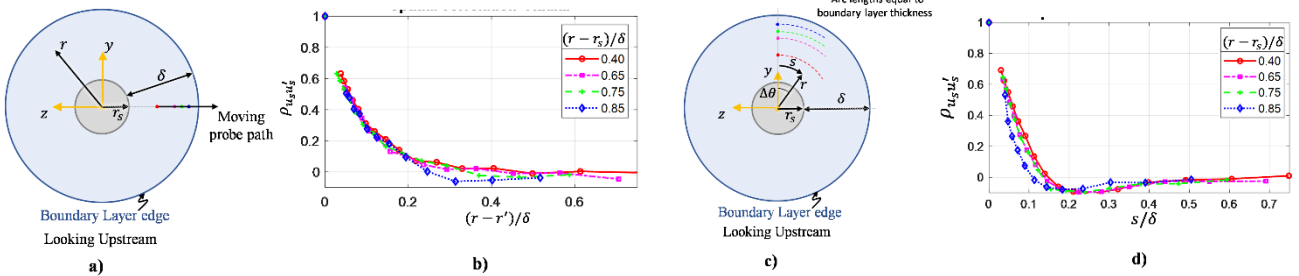 r
y
δ
z
r_s
Moving
probe path
Boundary Layer edge
Looking Upstream
a)
ρ_{u_s u_s'}
1
0.8
0.6
0.4
0.2
0
0
0.2
0.4
0.6
(r − r')/δ
(r − r_s)/δ
0.40
0.65
0.75
0.85
b)
Arc lengths equal to
boundary layer thickness
s
y
r
Δθ
z
r_s
δ
Boundary Layer edge
Looking Upstream
c)
ρ_{u_s u_s'}
1
0.8
0.6
0.4
0.2
0
0
0.1
0.2
0.3
0.4
0.5
0.6
0.7
s/δ
(r − r_s)/δ
0.40
0.65
0.75
0.85
d)